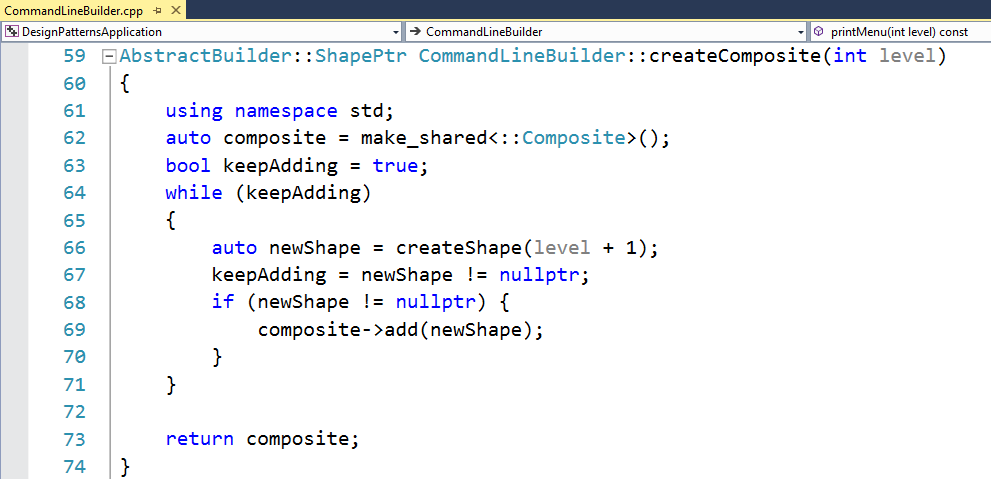 CommandLineBuilder.cpp
DesignPatternsApplication CommandLineBuilder printMenu(int level) const
59 AbstractBuilder::ShapePtr CommandLineBuilder::createComposite(int level)
60 {
61     using namespace std;
62     auto composite = make_shared<::Composite>();
63     bool keepAdding = true;
64     while (keepAdding)
65     {
66         auto newShape = createShape(level + 1);
67         keepAdding = newShape != nullptr;
68         if (newShape != nullptr) {
69             composite->add(newShape);
70         }
71     }
72
73     return composite;
74 }